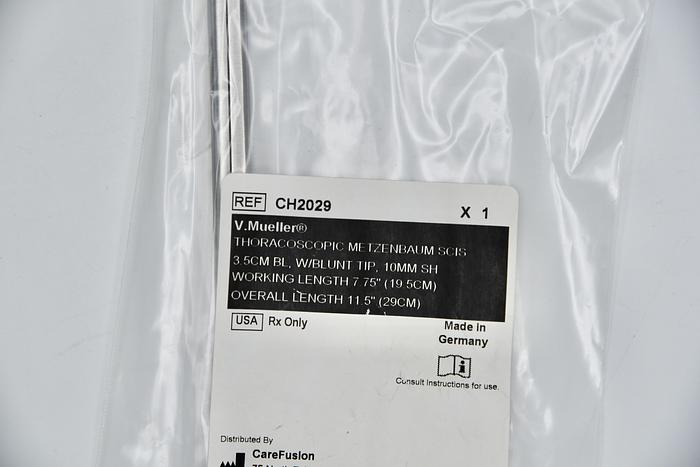 REF CH2029 X 1
V.Mueller®
THORACOSCOPIC METZENBAUM SCIS
3.5CM BL, W/BLUNT TIP, 10MM SH
WORKING LENGTH 7.75" (19.5CM)
OVERALL LENGTH 11.5" (29CM)
USA Rx Only
Made in
Germany
Consult instructions for use.
Distributed By
CareFusion